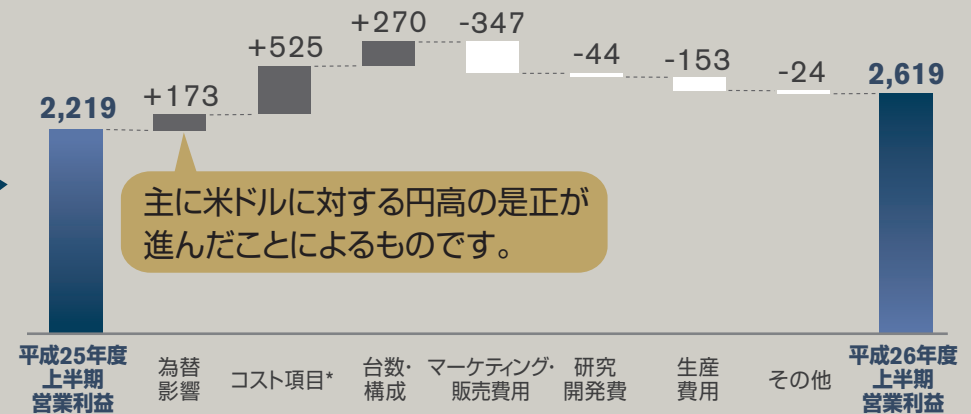 2,219
+173
+525
+270
-347
-44
-153
-24
2,619
主に米ドルに対する円高の是正が
進んだことによるものです。
平成25年度
上半期
営業利益
為替
影響
コスト項目*
台数・
構成
マーケティング・
販売費用
研究
開発費
生産
費用
その他
平成26年度
上半期
営業利益